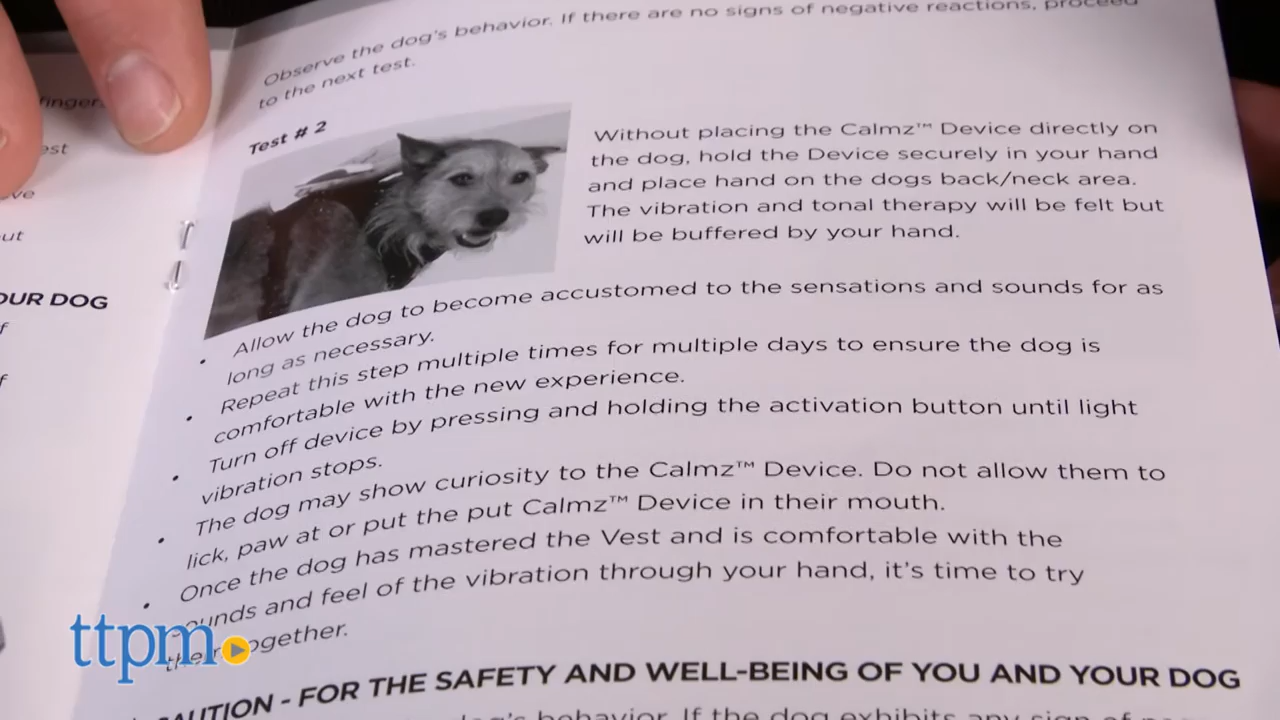 Observe the dog's behavior. If there are no signs of negative reactions, proceed
to the next test.
Test # 2
Without placing the Calmz™ Device directly on
the dog, hold the Device securely in your hand
and place hand on the dogs back/neck area.
The vibration and tonal therapy will be felt but
will be buffered by your hand.
• Allow the dog to become accustomed to the sensations and sounds for as
long as necessary.
• Repeat this step multiple times for multiple days to ensure the dog is
comfortable with the new experience.
• Turn off device by pressing and holding the activation button until light
vibration stops.
• The dog may show curiosity to the Calmz™ Device. Do not allow them to
lick, paw at or put the put Calmz™ Device in their mouth.
• Once the dog has mastered the Vest and is comfortable with the
sounds and feel of the vibration through your hand, it's time to try
together.
CAUTION - FOR THE SAFETY AND WELL-BEING OF YOU AND YOUR DOG
dog's behavior. If the dog exhibits any sign of
OUR DOG
ttpm